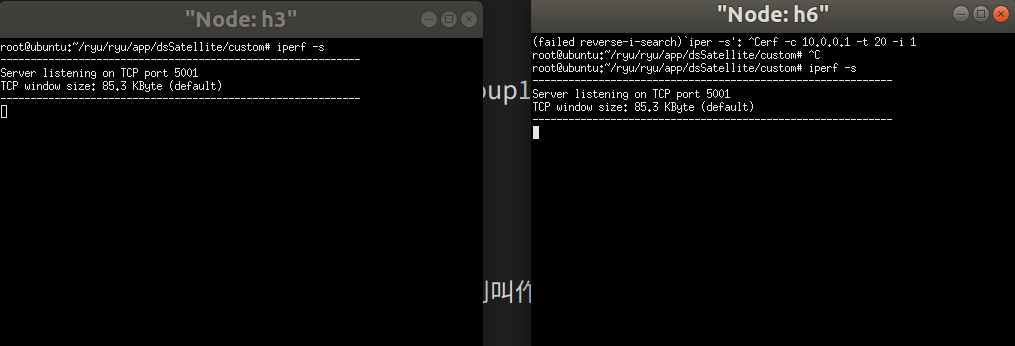 "Node: h3"
root@ubuntu:~/ryu/ryu/app/dsSatellite/custom# iperf -s
------------------------------------------------------------
Server listening on TCP port 5001
TCP window size: 85.3 KByte (default)
------------------------------------------------------------
oup1
叫作
"Node: h6"
(failed reverse-i-search)`iper -s': ^Cerf -c 10.0.0.1 -t 20 -i 1
root@ubuntu:~/ryu/ryu/app/dsSatellite/custom# ^C
root@ubuntu:~/ryu/ryu/app/dsSatellite/custom# iperf -s
------------------------------------------------------------
Server listening on TCP port 5001
TCP window size: 85.3 KByte (default)
------------------------------------------------------------